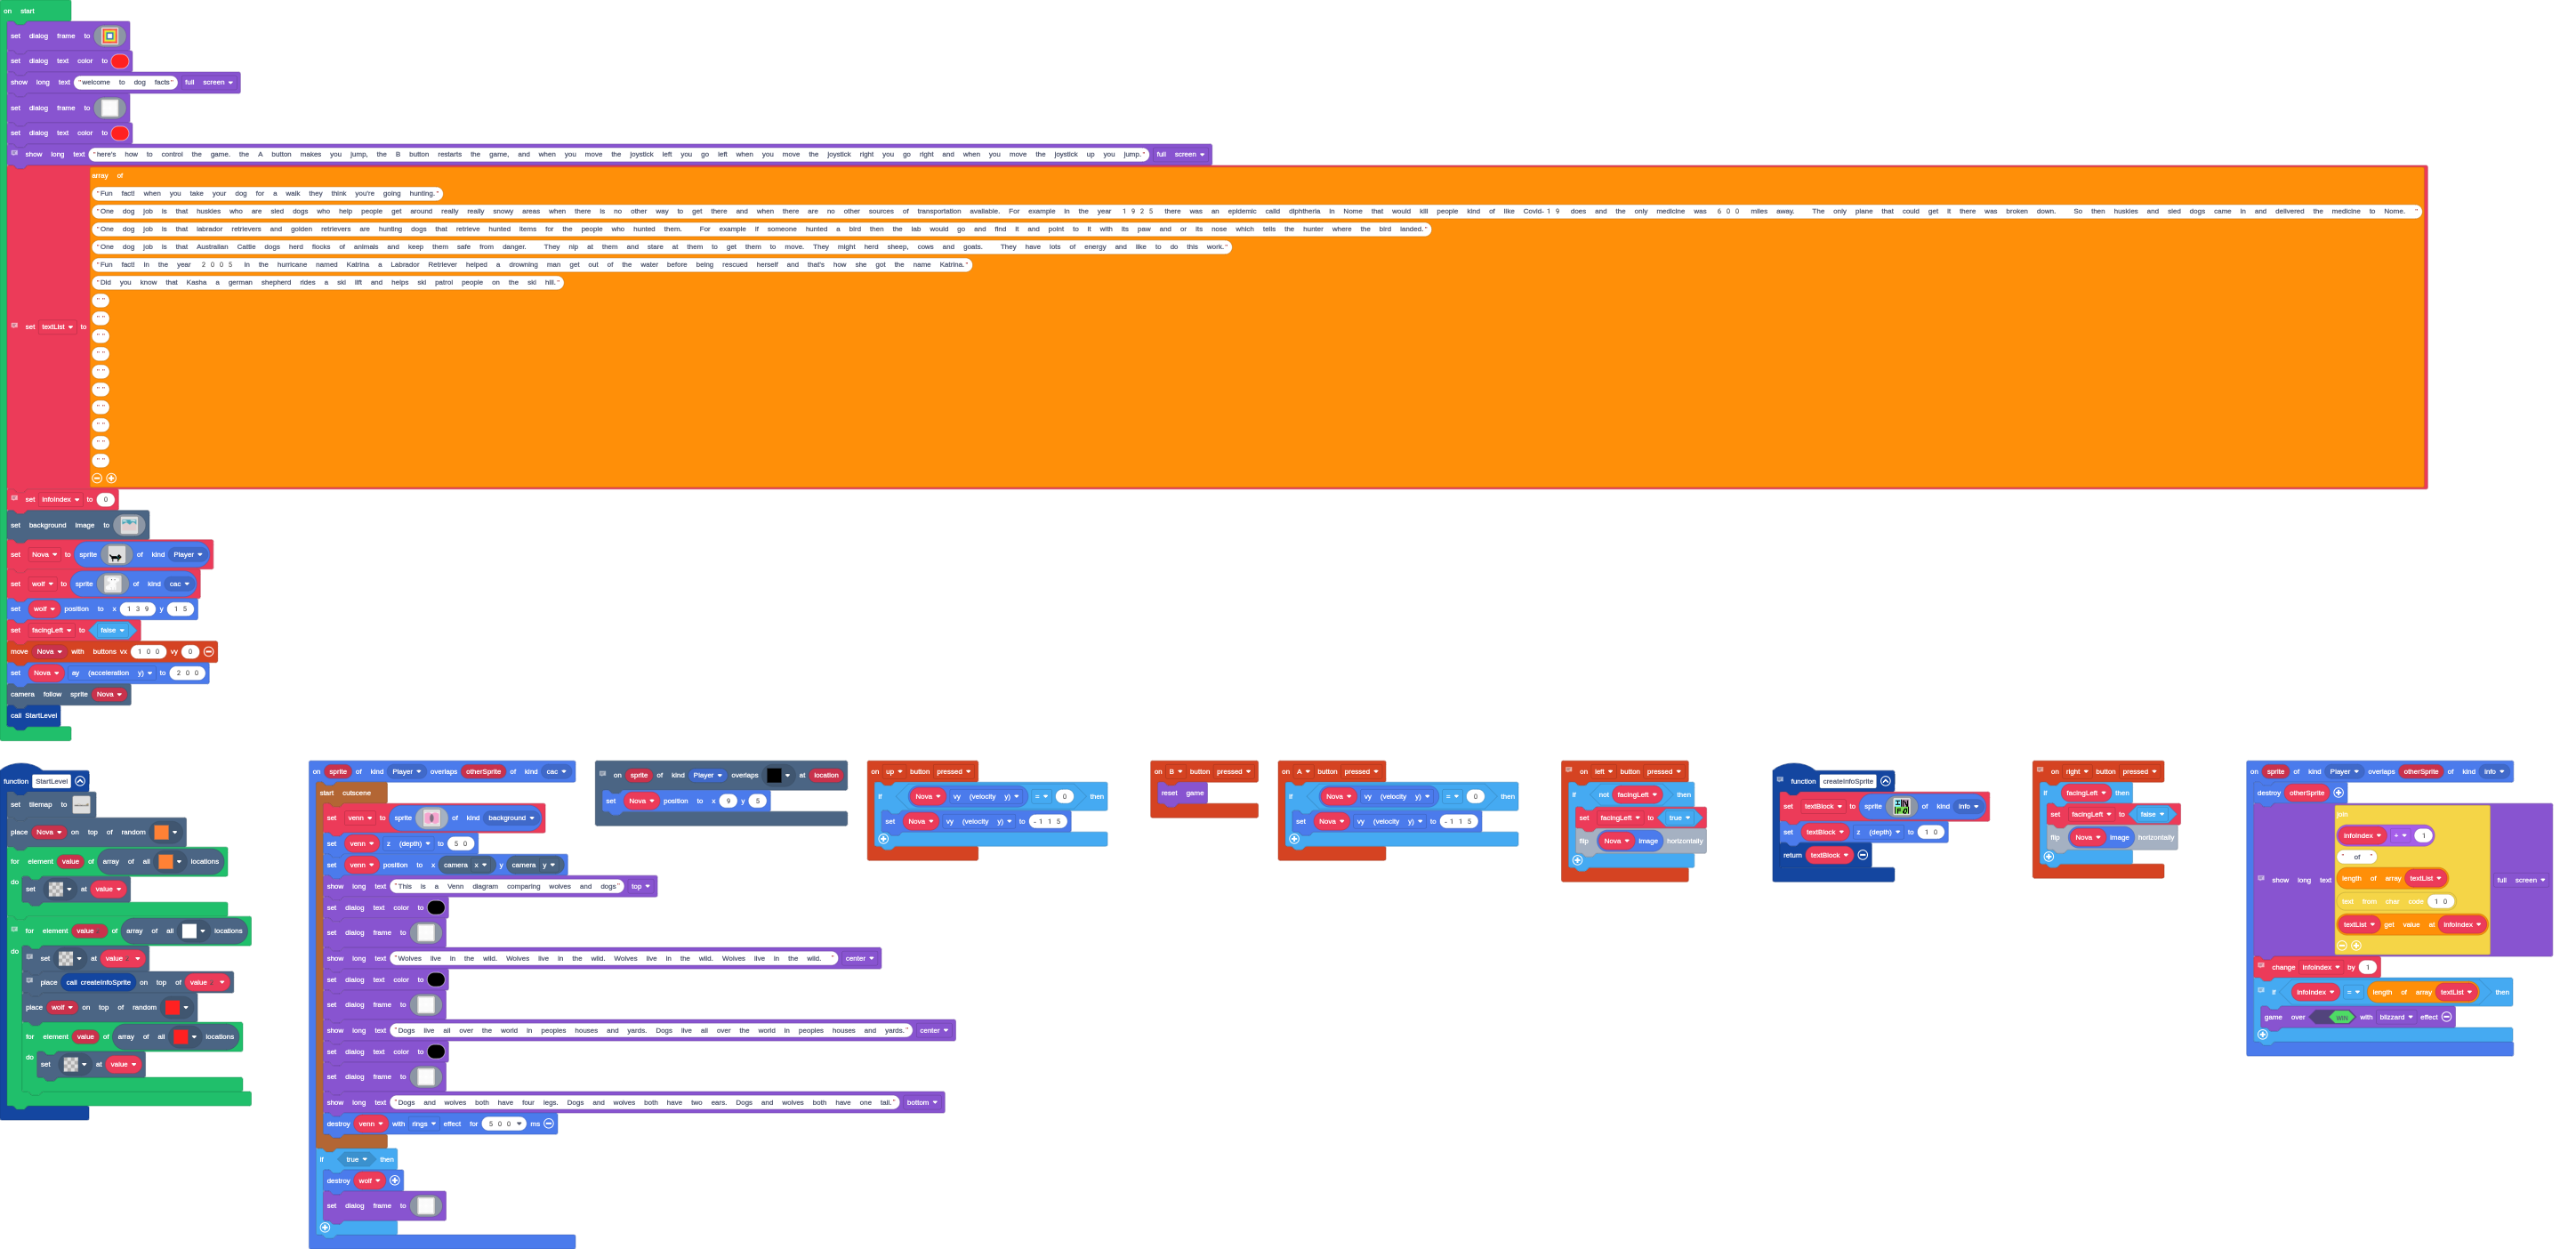 on start
set dialog frame to
set dialog text color to
show long text "welcome to dog facts" full screen
set dialog frame to
set dialog text color to
show long text "here's how to control the game. the A button makes you jump, the B button restarts the game, and when you move the joystick left you go left when you move the joystick right you go right and when you move the joystick up you jump." full screen
array of
"Fun fact! when you take your dog for a walk they think you're going hunting."
"One dog job is that huskies who are sled dogs who help people get around really really snowy areas when there is no other way to get there and when there are no other sources of transportation available. For example in the year 1925 there was an epidemic calld diphtheria in Nome that would kill people kind of like Covid-19 does and the only medicine was 600 miles away. The only plane that could get it there was broken down. So then huskies and sled dogs came in and delivered the medicine to Nome. "
"One dog job is that labrador retrievers and golden retrievers are hunting dogs that retrieve hunted items for the people who hunted them. For example if someone hunted a bird then the lab would go and find it and point to it with its paw and or its nose which tells the hunter where the bird landed."
"One dog job is that Australian Cattle dogs herd flocks of animals and keep them safe from danger. They nip at them and stare at them to get them to move. They might herd sheep, cows and goats. They have lots of energy and like to do this work."
"Fun fact! in the year 2005 in the hurricane named Katrina a Labrador Retriever helped a drowning man get out of the water before being rescued herself and that's how she got the name Katrina."
"Did you know that Kasha a german shepherd rides a ski lift and helps ski patrol people on the ski hill."
""
""
""
set textList to
""
""
""
""
""
""
""
set infoIndex to 0
set background image to
set Nova to sprite of kind Player
set wolf to sprite of kind cac
set wolf position to x 139 y 15
set facingLeft to false
move Nova with buttons vx 100 vy 0
set Nova ay (acceleration y) to 200
camera follow sprite Nova
call StartLevel
function StartLevel
set tilemap to
place Nova on top of random
for element value of array of all locations
do
set at value
for element value of array of all locations
do
set at value
place call createInfoSprite on top of value
place wolf on top of random
for element value of array of all locations
do
set at value
on sprite of kind Player overlaps otherSprite of kind cac
start cutscene
set venn to sprite of kind background
set venn z (depth) to 50
set venn position to x camera x y camera y
show long text "This is a Venn diagram comparing wolves and dogs" top
set dialog text color to
set dialog frame to
show long text "Wolves live in the wild. Wolves live in the wild. Wolves live in the wild. Wolves live in the wild. " center
set dialog text color to
set dialog frame to
show long text "Dogs live all over the world in peoples houses and yards. Dogs live all over the world in peoples houses and yards." center
set dialog text color to
set dialog frame to
show long text "Dogs and wolves both have four legs. Dogs and wolves both have two ears. Dogs and wolves both have one tail." bottom
destroy venn with rings effect for 500 ms
if true then
destroy wolf
set dialog frame to
on sprite of kind Player overlaps at location
set Nova position to x 9 y 5
on up button pressed
if Nova vy (velocity y) = 0 then
set Nova vy (velocity y) to -115
on B button pressed
reset game
on A button pressed
if Nova vy (velocity y) = 0 then
set Nova vy (velocity y) to -115
on left button pressed
if not facingLeft then
set facingLeft to true
flip Nova image horizontally
function createInfoSprite
set textBlock to sprite INFO of kind info
set textBlock z (depth) to 10
return textBlock
on right button pressed
if facingLeft then
set facingLeft to false
flip Nova image horizontally
on sprite of kind Player overlaps otherSprite of kind info
destroy otherSprite
join
infoIndex + 1
" of "
length of array textList
show long text
full screen
text from char code 10
textList get value at infoIndex
change infoIndex by 1
if infoIndex = length of array textList then
game over WIN with blizzard effect